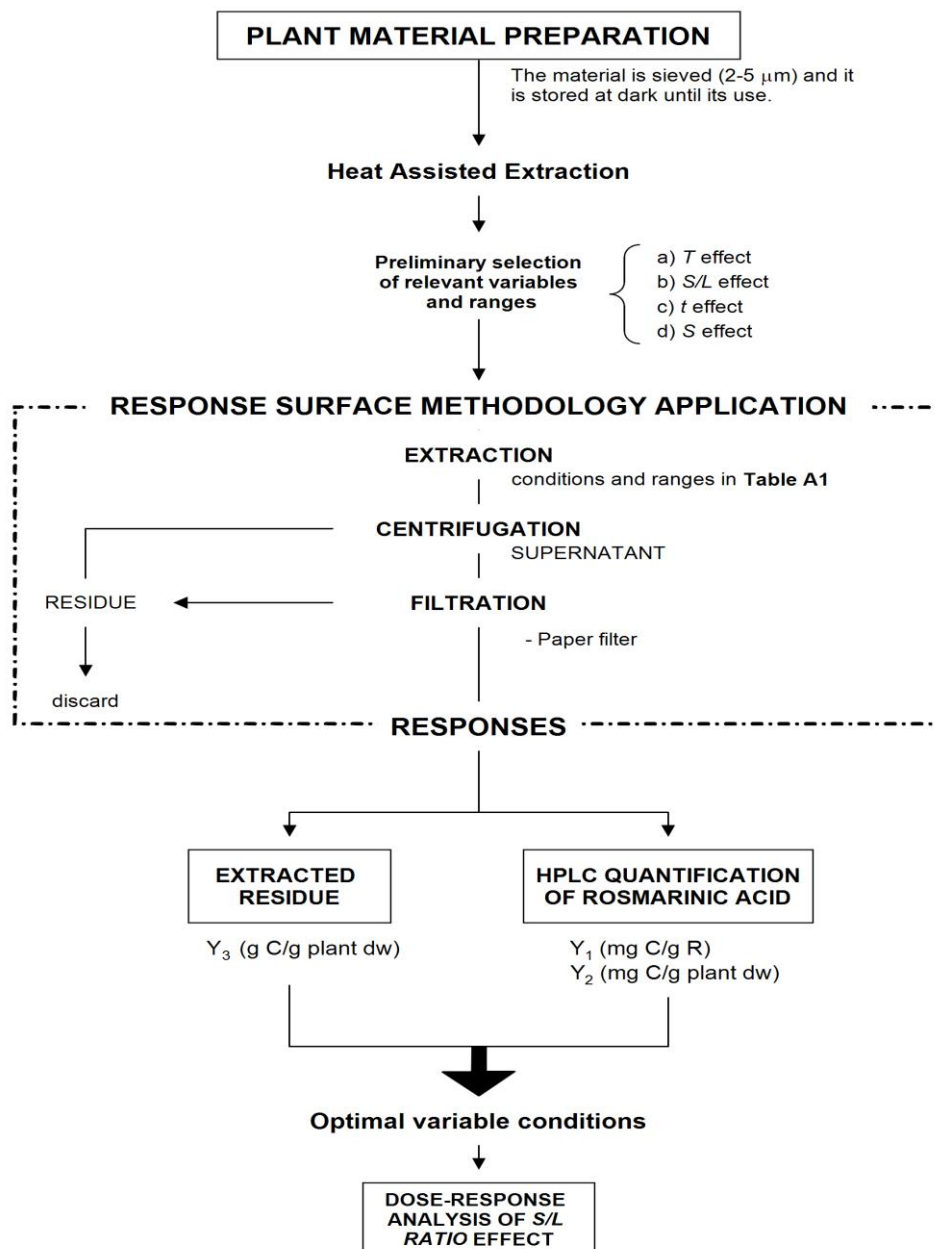 PLANT MATERIAL PREPARATION
The material is sieved (2-5 μm) and it
is stored at dark until its use.
Heat Assisted Extraction
Preliminary selection
of relevant variables
and ranges
a) T effect
b) S/L effect
c) t effect
d) S effect
RESPONSE SURFACE METHODOLOGY APPLICATION
EXTRACTION
conditions and ranges in Table A1
CENTRIFUGATION
SUPERNATANT
RESIDUE
FILTRATION
- Paper filter
discard
RESPONSES
EXTRACTED
RESIDUE
Y3 (g C/g plant dw)
HPLC QUANTIFICATION
OF ROSMARINIC ACID
Y1 (mg C/g R)
Y2 (mg C/g plant dw)
Optimal variable conditions
DOSE-RESPONSE
ANALYSIS OF S/L
RATIO EFFECT